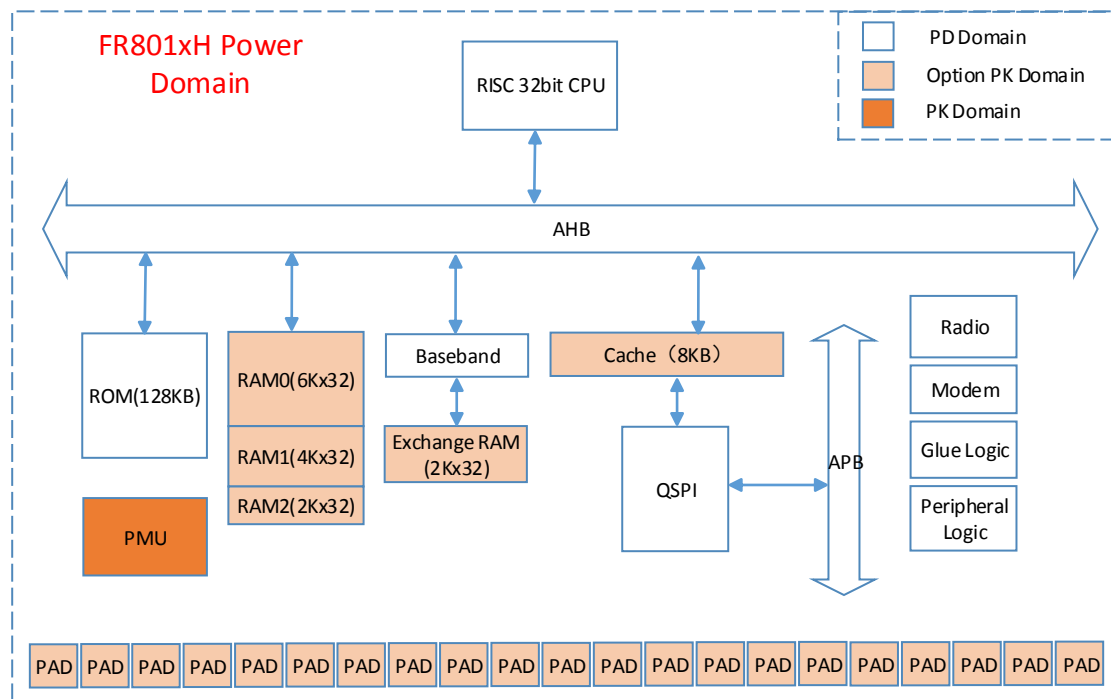 FR801xH Power
Domain
RISC 32bit CPU
PD Domain
Option PK Domain
PK Domain
AHB
ROM(128KB)
RAM0(6Kx32)
RAM1(4Kx32)
RAM2(2Kx32)
Baseband
Exchange RAM
(2Kx32)
Cache（8KB）
QSPI
APB
Radio
Modem
Glue Logic
Peripheral
Logic
PMU
PAD PAD PAD PAD PAD PAD PAD PAD PAD PAD PAD PAD PAD PAD PAD PAD PAD PAD PAD PAD PAD